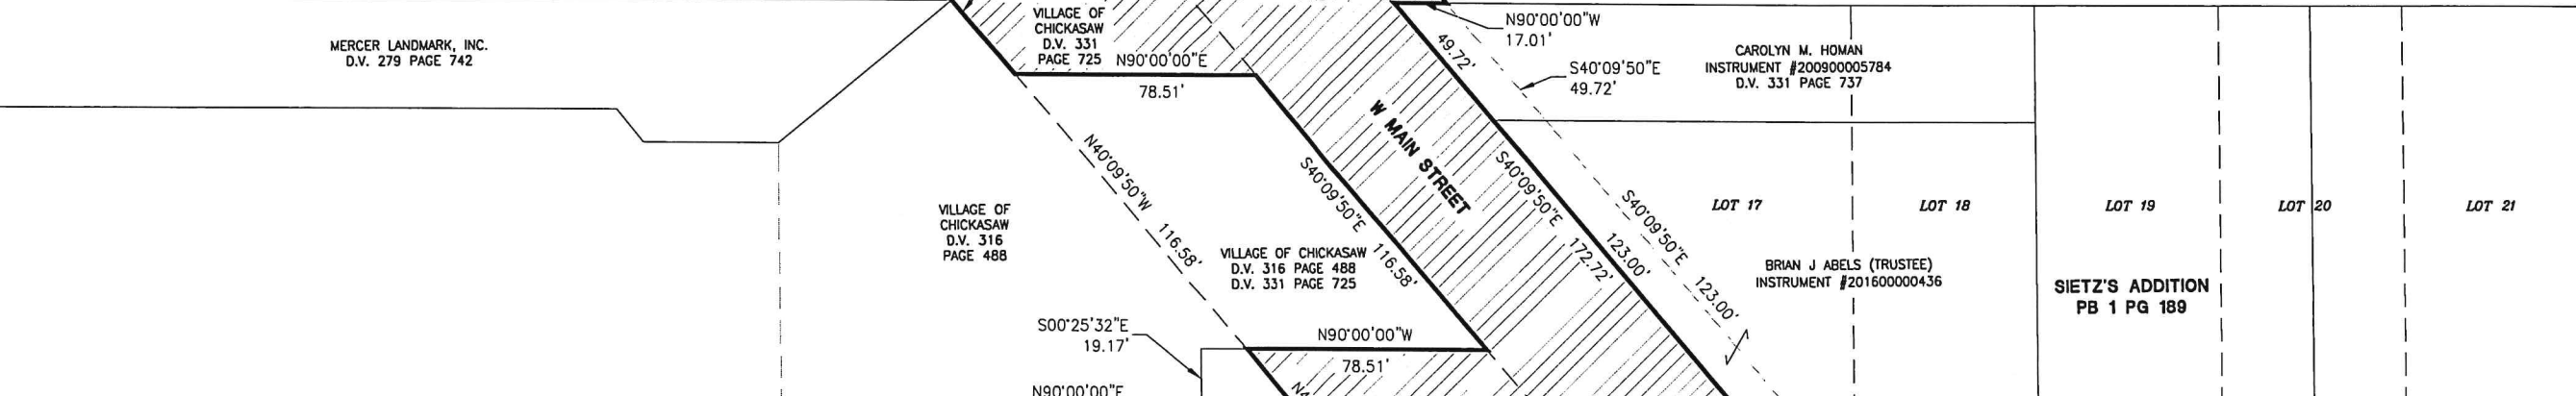 MERCER LANDMARK, INC.
D.V. 279 PAGE 742
VILLAGE OF
CHICKASAW
D.V. 331
PAGE 725
N90°00'00"E
78.51'
N90°00'00"W
17.01'
49.72'
S40°09'50"E
49.72'
CAROLYN M. HOMAN
INSTRUMENT #200900005784
D.V. 331 PAGE 737
W MAIN STREET
N40°09'50"W 116.58'
S40°09'50"E 116.58'
S40°09'50"E 172.72'
123.00'
S40°09'50"E 123.00'
VILLAGE OF
CHICKASAW
D.V. 316
PAGE 488
VILLAGE OF CHICKASAW
D.V. 316 PAGE 488
D.V. 331 PAGE 725
LOT 17
LOT 18
LOT 19
LOT 20
LOT 21
BRIAN J ABELS (TRUSTEE)
INSTRUMENT #201600000436
SIETZ'S ADDITION
PB 1 PG 189
S00°25'32"E
19.17'
N90°00'00"W
78.51'
N90°00'00"E